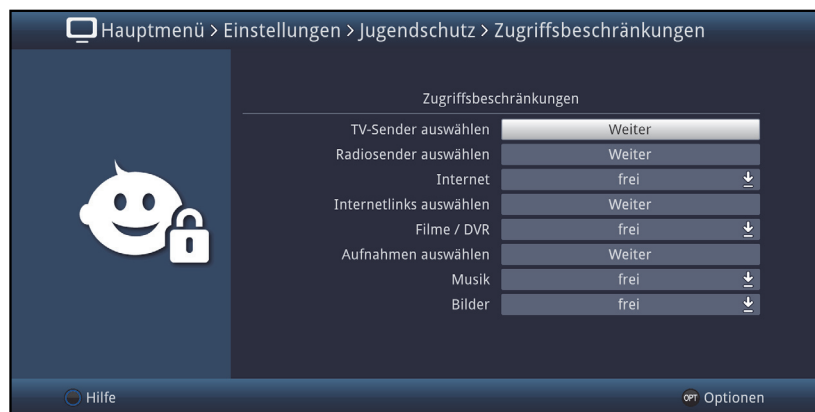 Hauptmenü > Einstellungen > Jugendschutz > Zugriffsbeschränkungen
Zugriffsbeschränkungen
TV-Sender auswählen Weiter
Radiosender auswählen Weiter
Internet frei
Internetlinks auswählen Weiter
Filme / DVR frei
Aufnahmen auswählen Weiter
Musik frei
Bilder frei
Hilfe OPT Optionen